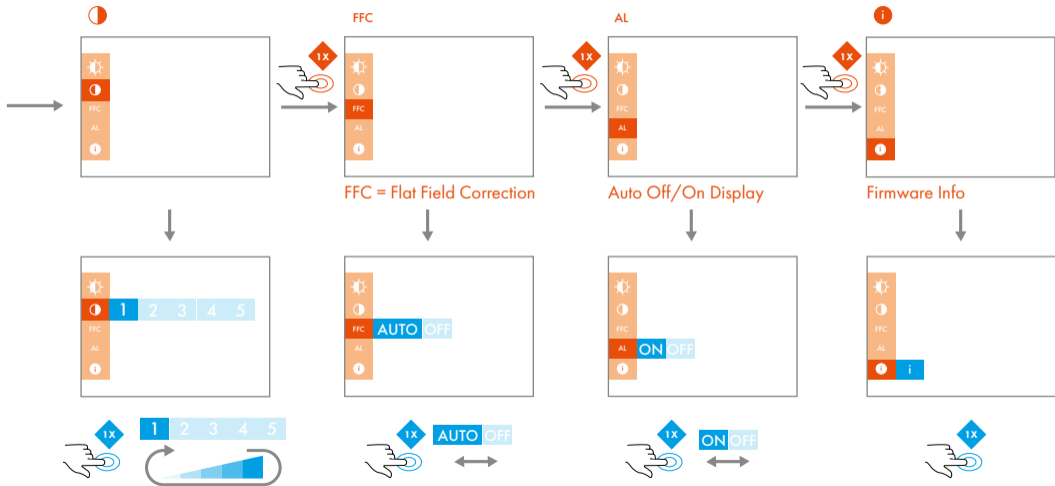 FFC
AL
i
1X
1X
1X
FFC
AL
i
FFC
AL
i
FFC
AL
i
FFC
AL
i
FFC = Flat Field Correction
Auto Off/On Display
Firmware Info
1 2 3 4 5
FFC
AL
i
FFC AUTO OFF
AL
i
FFC
AL ON OFF
i
FFC
AL
i i
1X
1 2 3 4 5
1X
AUTO OFF
1X
ON OFF
1X